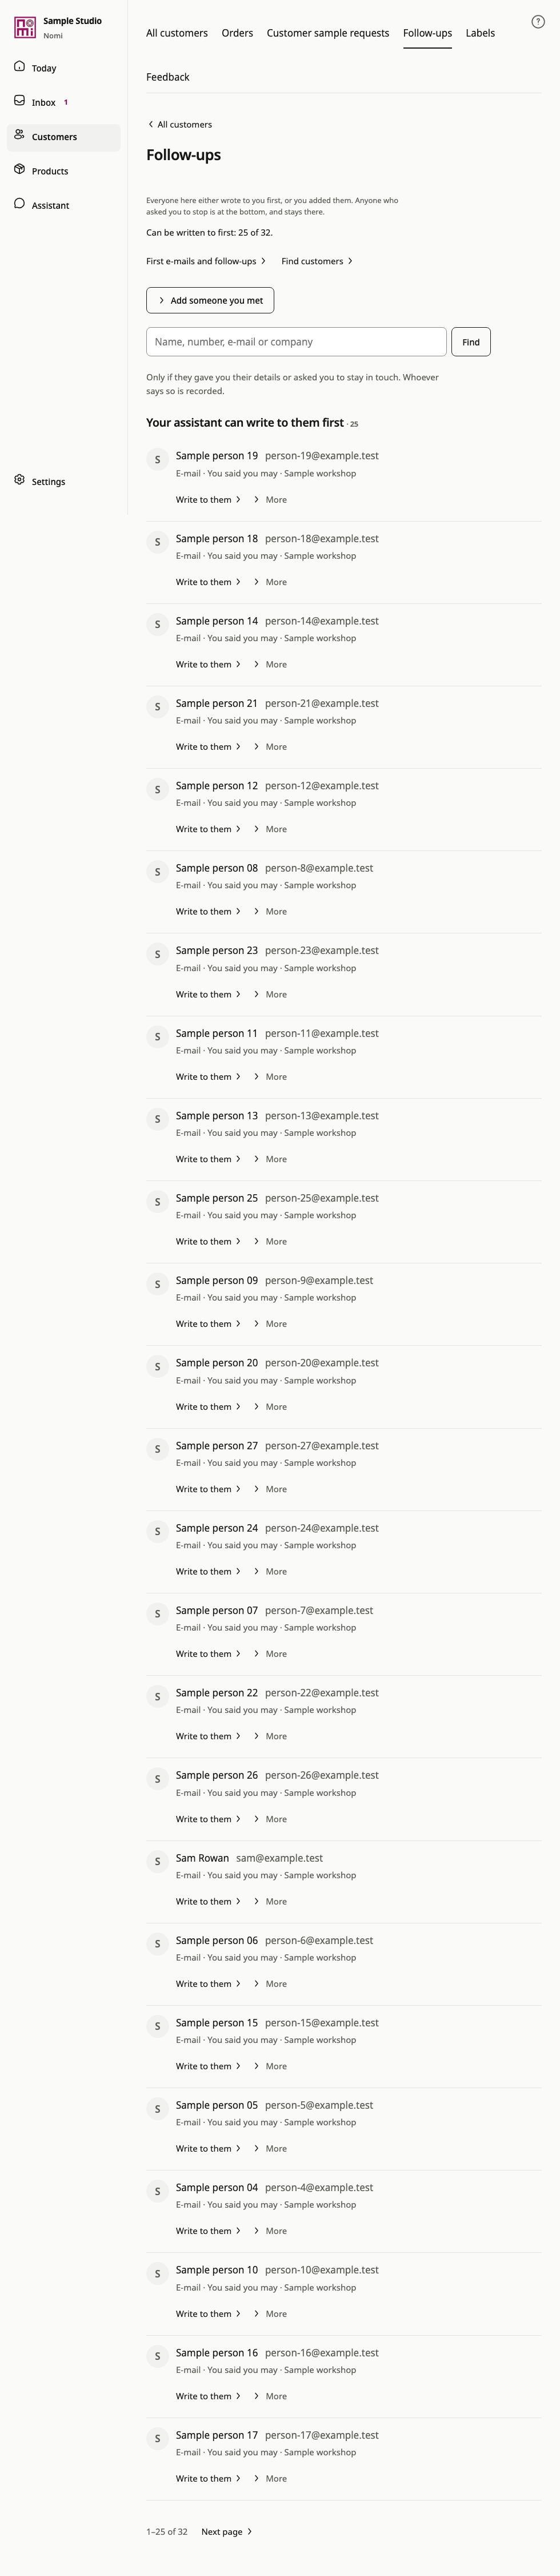 Sample Studio
Nomi
Today
Inbox 1
Customers
Products
Assistant
Settings
All customers Orders Customer sample requests Follow-ups Labels
Feedback
All customers
Follow-ups
Everyone here either wrote to you first, or you added them. Anyone who
asked you to stop is at the bottom, and stays there.
Can be written to first: 25 of 32.
First e-mails and follow-ups Find customers
Add someone you met
Name, number, e-mail or company Find
Only if they gave you their details or asked you to stay in touch. Whoever
says so is recorded.
Your assistant can write to them first · 25
S Sample person 19 person-19@example.test
E-mail · You said you may · Sample workshop
Write to them More
S Sample person 18 person-18@example.test
E-mail · You said you may · Sample workshop
Write to them More
S Sample person 14 person-14@example.test
E-mail · You said you may · Sample workshop
Write to them More
S Sample person 21 person-21@example.test
E-mail · You said you may · Sample workshop
Write to them More
S Sample person 12 person-12@example.test
E-mail · You said you may · Sample workshop
Write to them More
S Sample person 08 person-8@example.test
E-mail · You said you may · Sample workshop
Write to them More
S Sample person 23 person-23@example.test
E-mail · You said you may · Sample workshop
Write to them More
S Sample person 11 person-11@example.test
E-mail · You said you may · Sample workshop
Write to them More
S Sample person 13 person-13@example.test
E-mail · You said you may · Sample workshop
Write to them More
S Sample person 25 person-25@example.test
E-mail · You said you may · Sample workshop
Write to them More
S Sample person 09 person-9@example.test
E-mail · You said you may · Sample workshop
Write to them More
S Sample person 20 person-20@example.test
E-mail · You said you may · Sample workshop
Write to them More
S Sample person 27 person-27@example.test
E-mail · You said you may · Sample workshop
Write to them More
S Sample person 24 person-24@example.test
E-mail · You said you may · Sample workshop
Write to them More
S Sample person 07 person-7@example.test
E-mail · You said you may · Sample workshop
Write to them More
S Sample person 22 person-22@example.test
E-mail · You said you may · Sample workshop
Write to them More
S Sample person 26 person-26@example.test
E-mail · You said you may · Sample workshop
Write to them More
S Sam Rowan sam@example.test
E-mail · You said you may · Sample workshop
Write to them More
S Sample person 06 person-6@example.test
E-mail · You said you may · Sample workshop
Write to them More
S Sample person 15 person-15@example.test
E-mail · You said you may · Sample workshop
Write to them More
S Sample person 05 person-5@example.test
E-mail · You said you may · Sample workshop
Write to them More
S Sample person 04 person-4@example.test
E-mail · You said you may · Sample workshop
Write to them More
S Sample person 10 person-10@example.test
E-mail · You said you may · Sample workshop
Write to them More
S Sample person 16 person-16@example.test
E-mail · You said you may · Sample workshop
Write to them More
S Sample person 17 person-17@example.test
E-mail · You said you may · Sample workshop
Write to them More
1–25 of 32 Next page